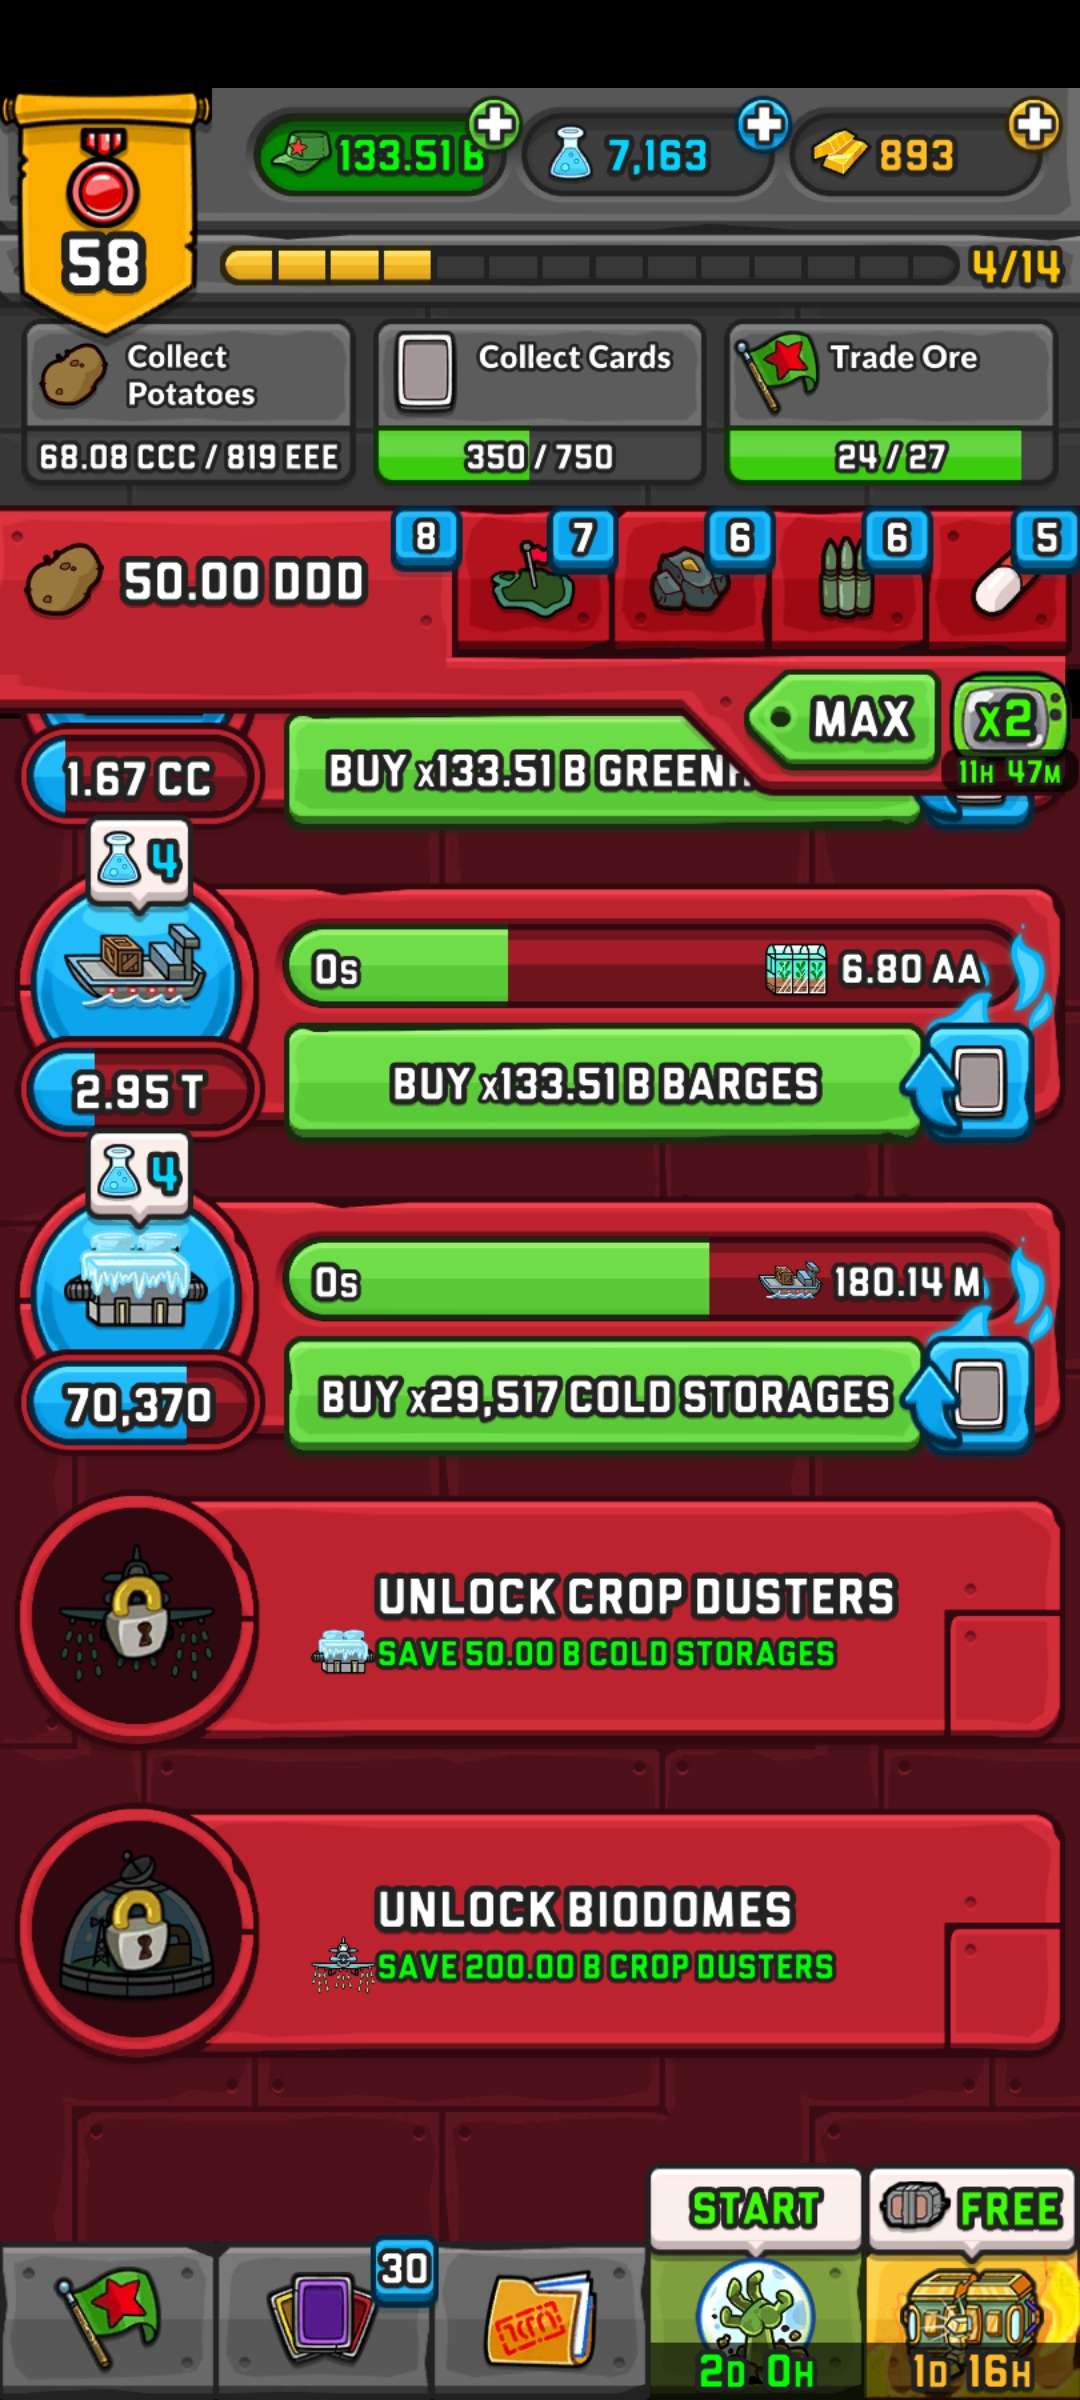 58
133.51 B
7,163
893
4/14
Collect
Potatoes
68.08 CCC / 819 EEE
Collect Cards
350 / 750
Trade Ore
24 / 27
50.00 DDD
8
7
6
6
5
MAX
x2
11H 47M
1.67 CC
BUY x133.51 B
4
0s
6.80 AA
2.95 T
BUY x133.51 B BARGES
4
0s
180.14 M
70,370
BUY x29,517 COLD STORAGES
UNLOCK CROP DUSTERS
SAVE 50.00 B COLD STORAGES
UNLOCK BIODOMES
SAVE 200.00 B CROP DUSTERS
START
FREE
30
2D 0H
1D 16H